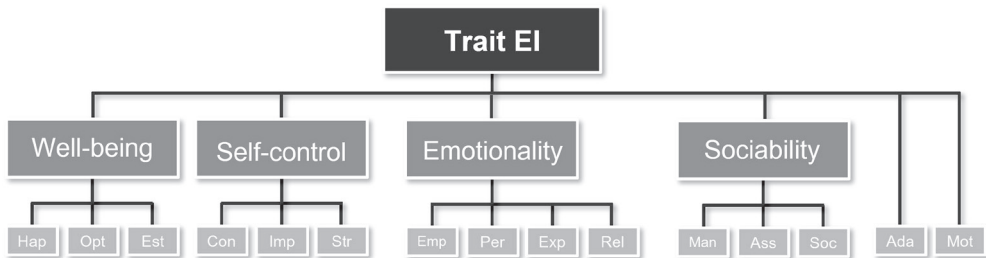 Trait EI
Well-being
Self-control
Emotionality
Sociability
Hap Opt Est Con Imp Str Emp Per Exp Rel Man Ass Soc Ada Mot